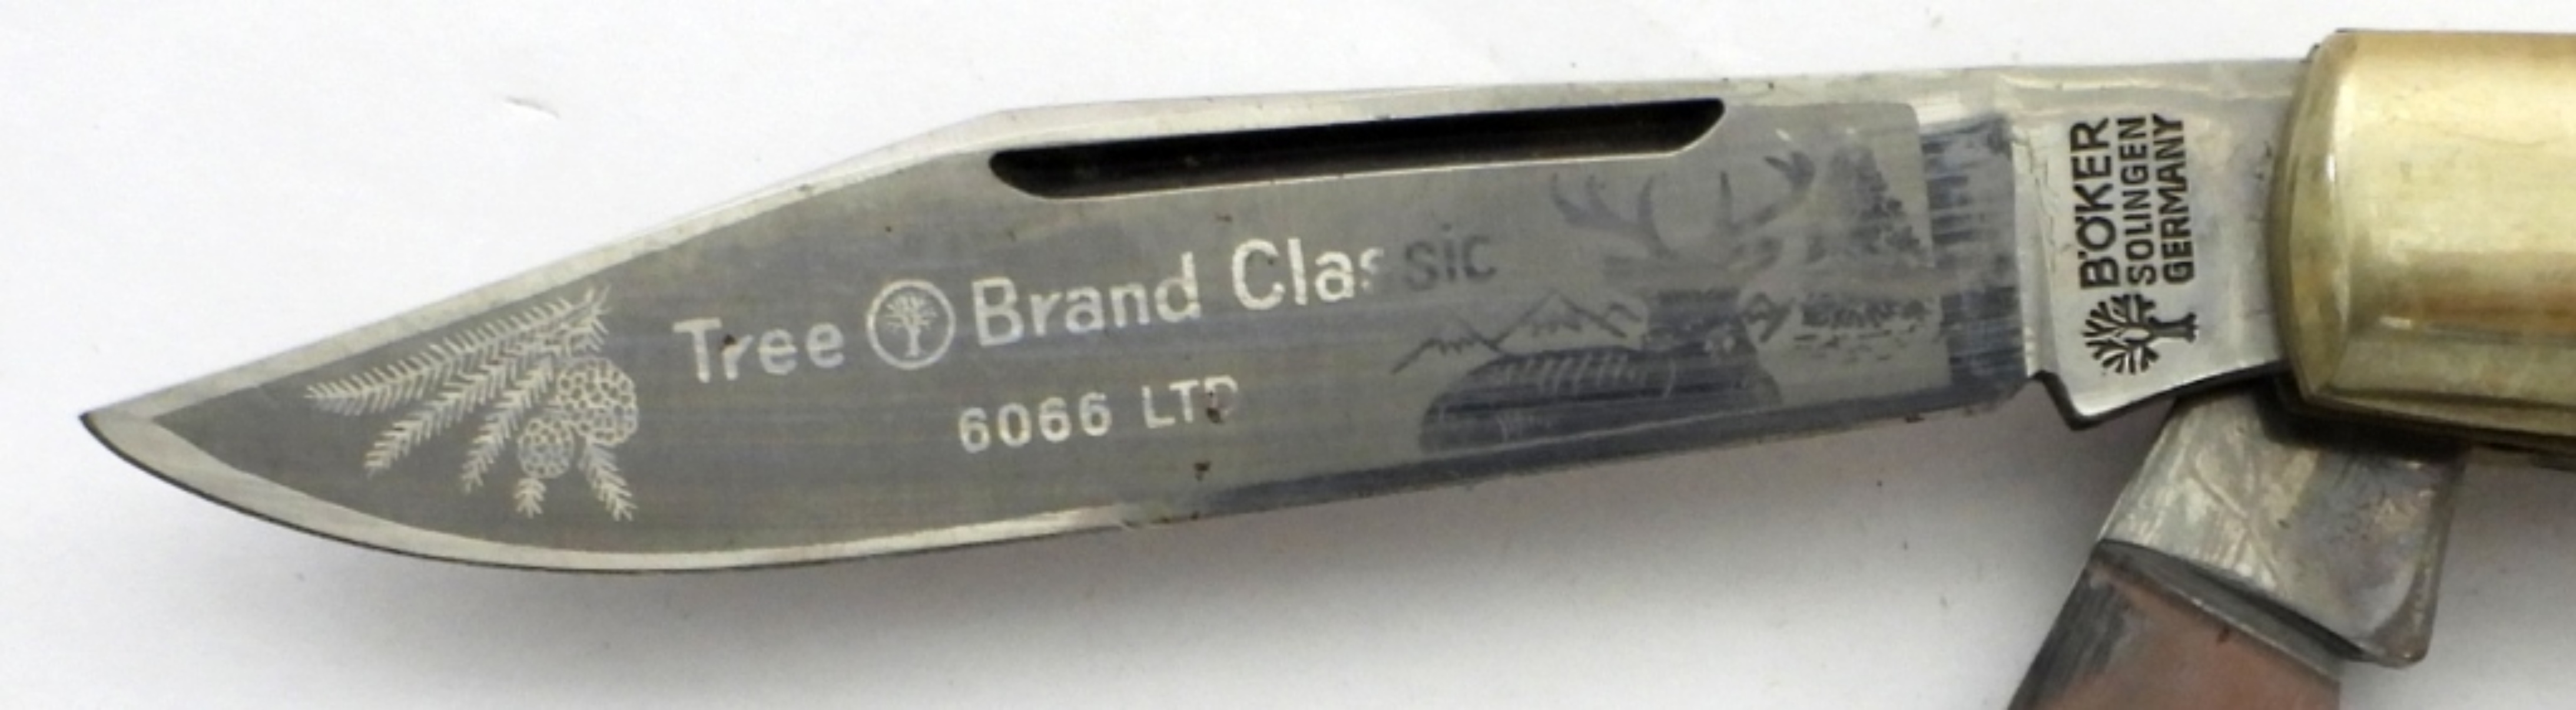 Tree Brand Classic
6066 LTD
BÖKER
SOLINGEN
GERMANY